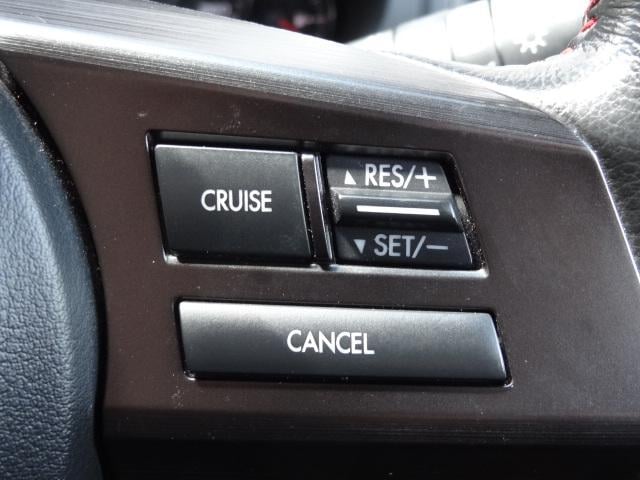 CRUISE
▲ RES/+
▼ SET/−
CANCEL